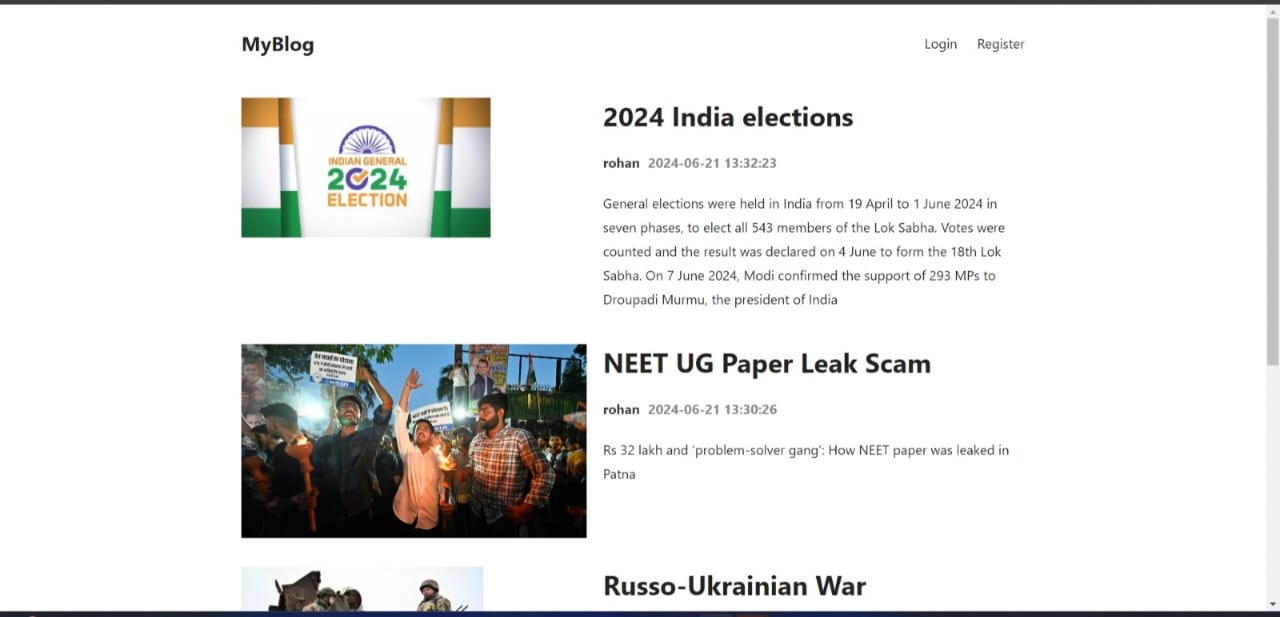 MyBlog
Login Register
INDIAN GENERAL
2024
ELECTION
2024 India elections
rohan 2024-06-21 13:32:23
General elections were held in India from 19 April to 1 June 2024 in
seven phases, to elect all 543 members of the Lok Sabha. Votes were
counted and the result was declared on 4 June to form the 18th Lok
Sabha. On 7 June 2024, Modi confirmed the support of 293 MPs to
Droupadi Murmu, the president of India
NEET UG Paper Leak Scam
rohan 2024-06-21 13:30:26
Rs 32 lakh and 'problem-solver gang': How NEET paper was leaked in
Patna
Russo-Ukrainian War